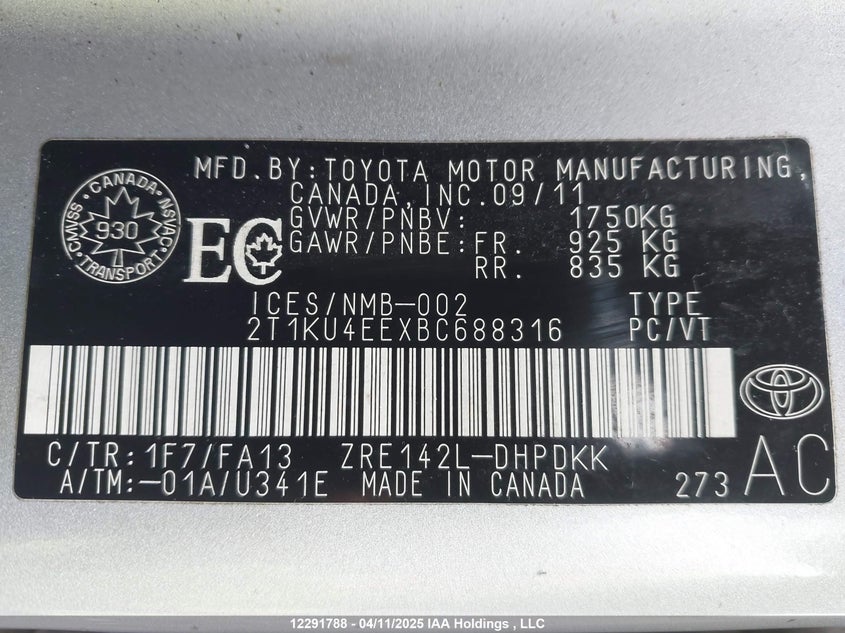 MFD.BY:TOYOTA MOTOR MANUFACTURING,
CANADA,INC.09/11
GVWR/PNBV: 1750KG
GAWR/PNBE:FR. 925 KG
RR. 835 KG
CANADA
CMVSS
930
NSVAC
TRANSPORT
EC
ICES/NMB-002 TYPE
2T1KU4EEXBC688316 PC/VT
C/TR:1F7/FA13 ZRE142L-DHPDKK
A/TM:-01A/U341E MADE IN CANADA 273 AC
12291788 - 04/11/2025 IAA Holdings , LLC